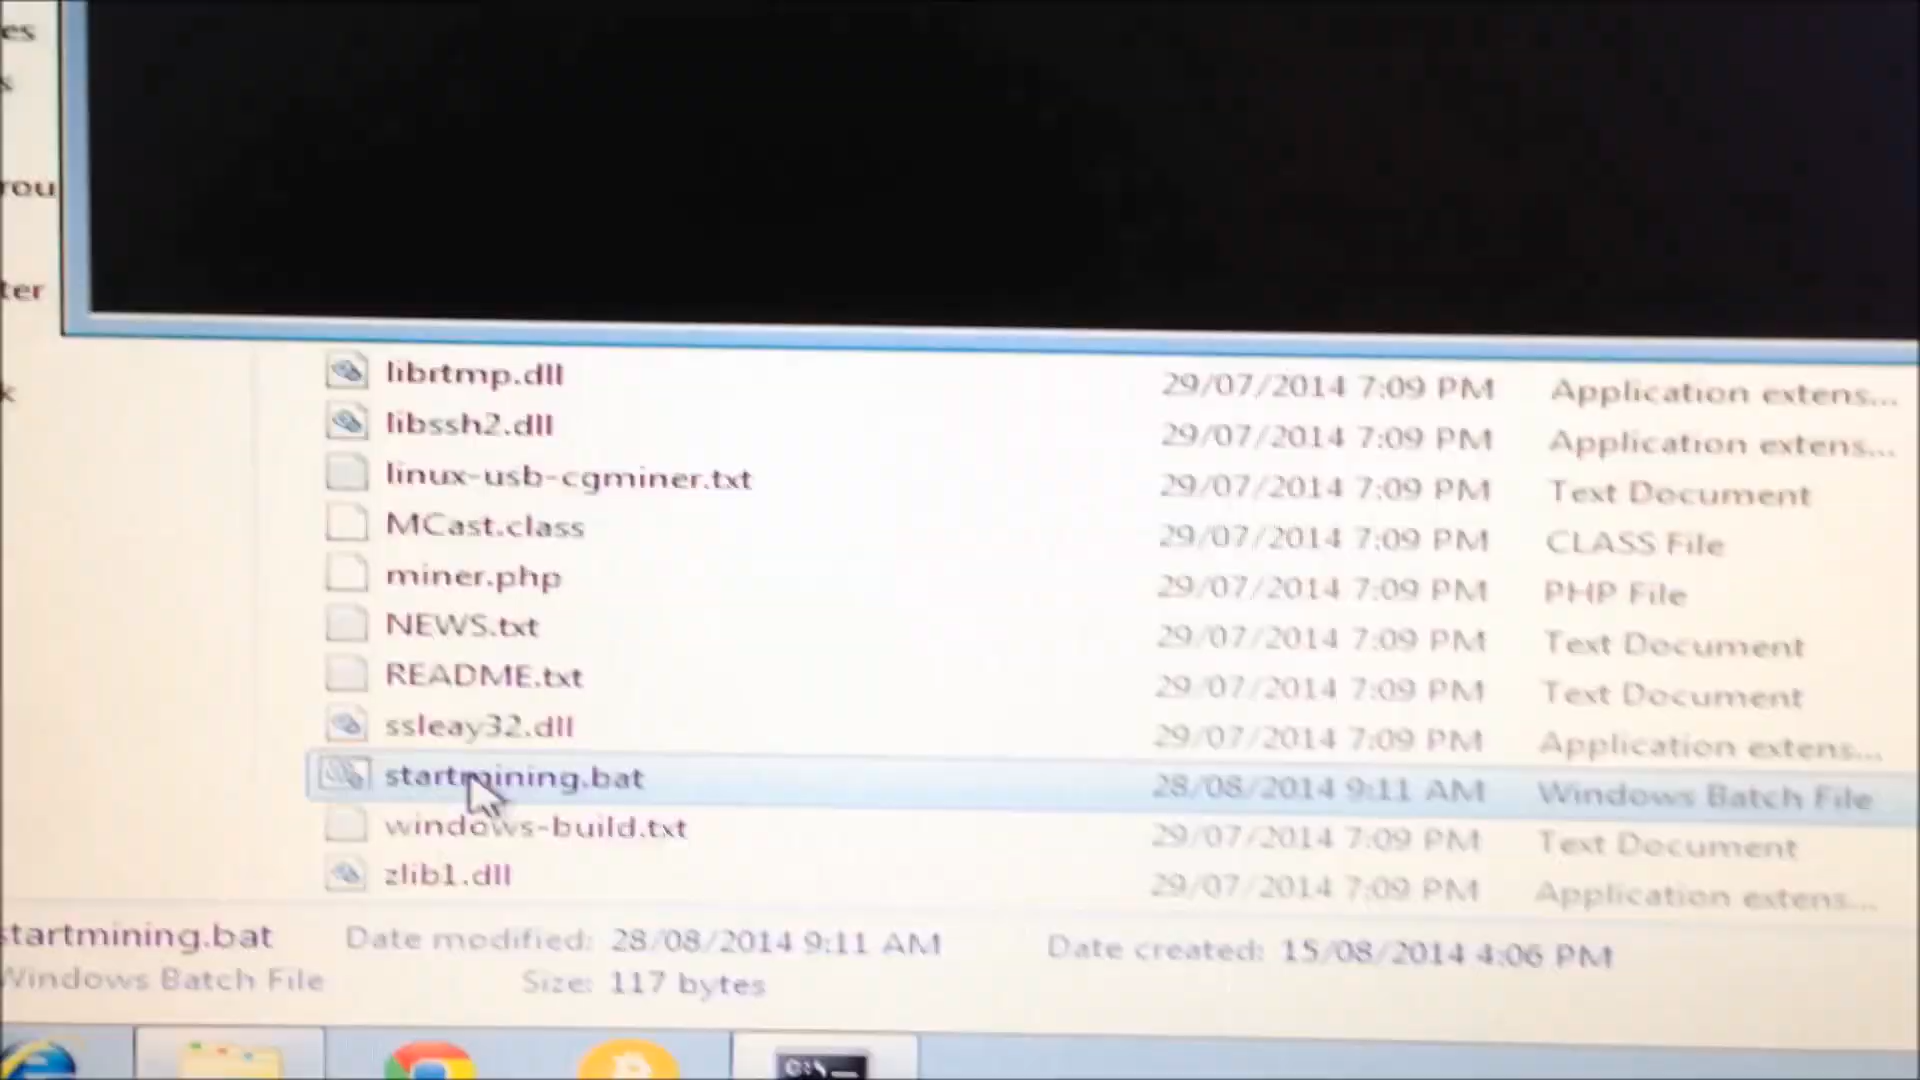 es
s
rou
ter
k
librtmp.dll 29/07/2014 7:09 PM Application extens...
libssh2.dll 29/07/2014 7:09 PM Application extens...
linux-usb-cgminer.txt 29/07/2014 7:09 PM Text Document
MCast.class 29/07/2014 7:09 PM CLASS File
miner.php 29/07/2014 7:09 PM PHP File
NEWS.txt 29/07/2014 7:09 PM Text Document
README.txt 29/07/2014 7:09 PM Text Document
ssleay32.dll 29/07/2014 7:09 PM Application extens...
startmining.bat 28/08/2014 9:11 AM Windows Batch File
windows-build.txt 29/07/2014 7:09 PM Text Document
zlib1.dll 29/07/2014 7:09 PM Application extens...
startmining.bat Date modified: 28/08/2014 9:11 AM Date created: 15/08/2014 4:06 PM
Windows Batch File Size: 117 bytes
C:\